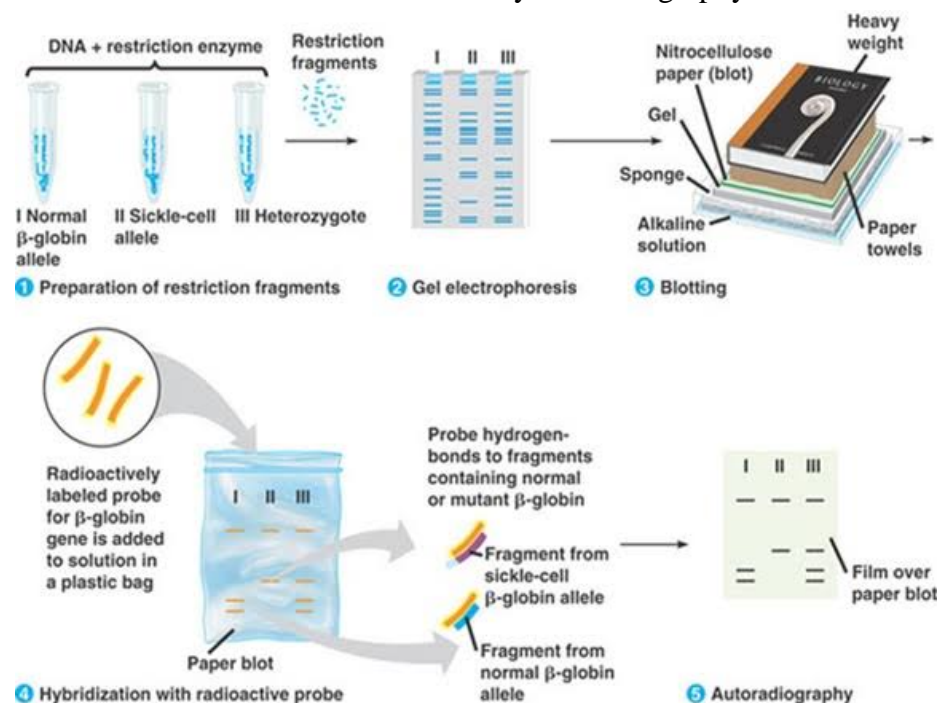 DNA + restriction enzyme
Restriction
fragments
I II III
Heavy
weight
Nitrocellulose
paper (blot)
BIOLOGY
Gel
Sponge
Alkaline
solution
Paper
towels
I Normal
β-globin
allele
II Sickle-cell
allele
III Heterozygote
1 Preparation of restriction fragments
2 Gel electrophoresis
3 Blotting
Radioactively
labeled probe
for β-globin
gene is added
to solution in
a plastic bag
I II III
Paper blot
Probe hydrogen-
bonds to fragments
containing normal
or mutant β-globin
Fragment from
sickle-cell
β-globin allele
Fragment from
normal β-globin
allele
I II III
Film over
paper blot
4 Hybridization with radioactive probe
5 Autoradiography